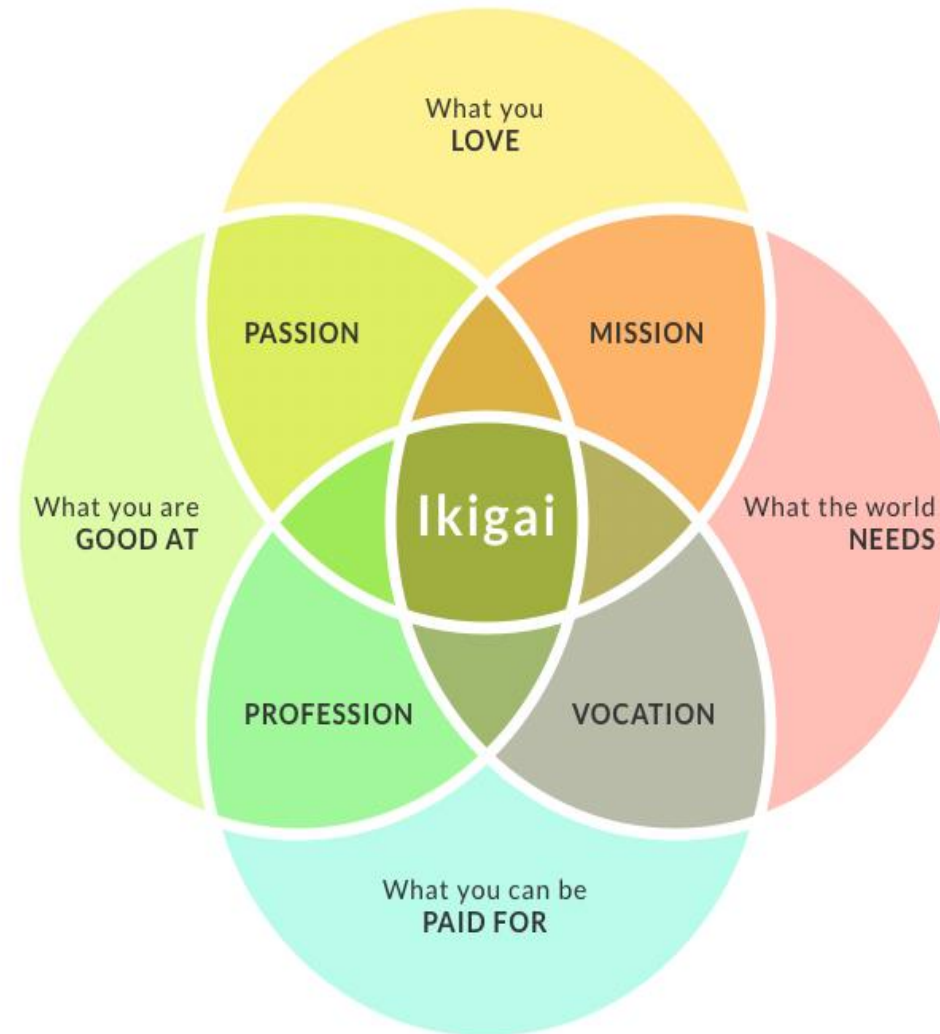 What you
LOVE
PASSION
MISSION
What you are
GOOD AT
Ikigai
What the world
NEEDS
PROFESSION
VOCATION
What you can be
PAID FOR